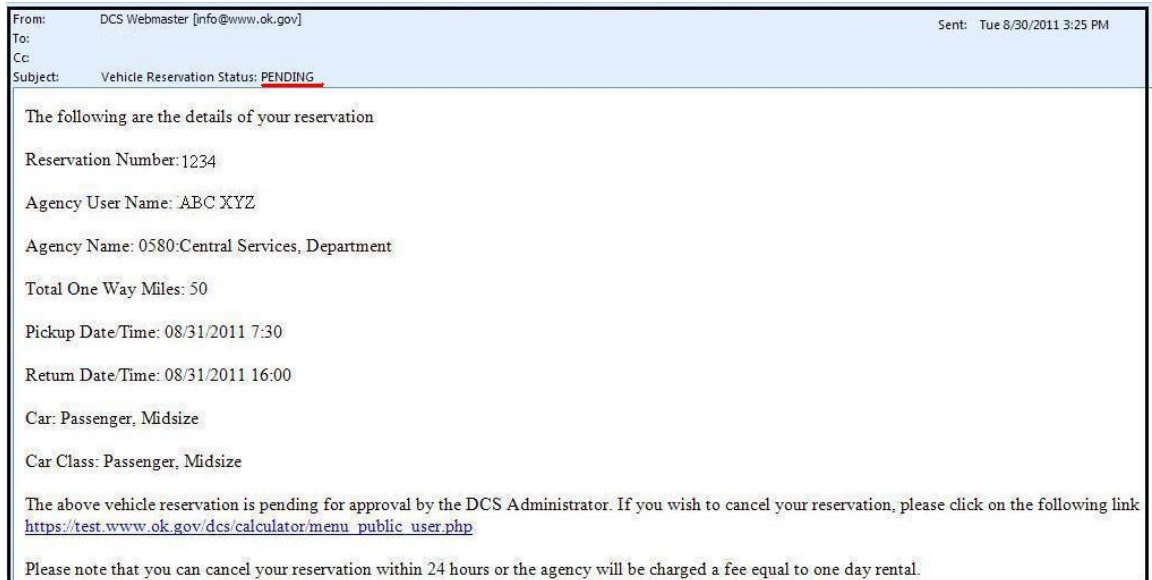 From: DCS Webmaster [info@www.ok.gov] Sent: Tue 8/30/2011 3:25 PM
To:
Cc:
Subject: Vehicle Reservation Status: PENDING
The following are the details of your reservation
Reservation Number:1234
Agency User Name: ABC XYZ
Agency Name: 0580:Central Services, Department
Total One Way Miles: 50
Pickup Date/Time: 08/31/2011 7:30
Return Date/Time: 08/31/2011 16:00
Car: Passenger, Midsize
Car Class: Passenger, Midsize
The above vehicle reservation is pending for approval by the DCS Administrator. If you wish to cancel your reservation, please click on the following link
https://test.www.ok.gov/dcs/calculator/menu_public_user.php
Please note that you can cancel your reservation within 24 hours or the agency will be charged a fee equal to one day rental.